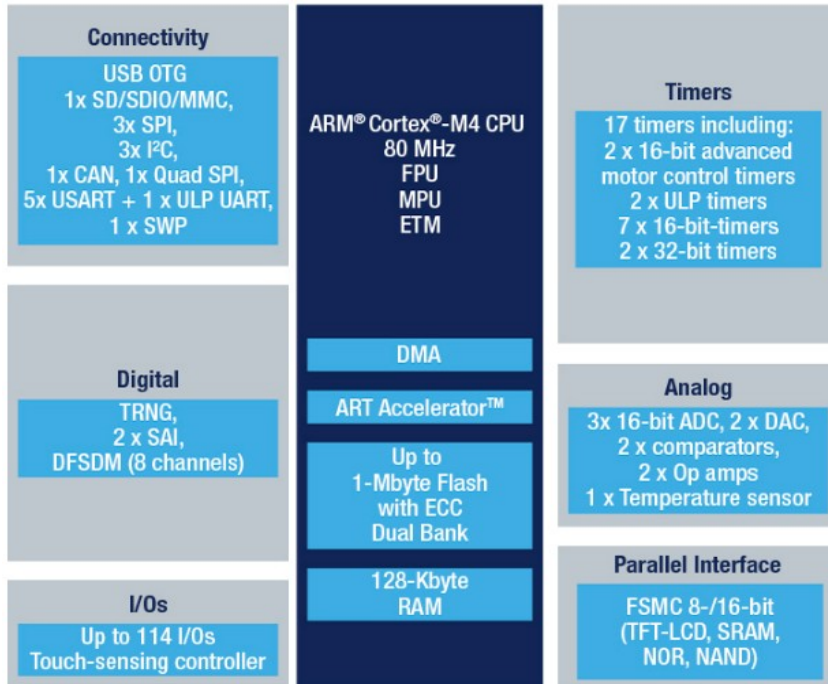 Connectivity
USB OTG
1x SD/SDIO/MMC,
3x SPI,
3x I²C,
1x CAN, 1x Quad SPI,
5x USART + 1 x ULP UART,
1 x SWP
Digital
TRNG,
2 x SAI,
DFSDM (8 channels)
I/Os
Up to 114 I/Os
Touch-sensing controller
ARM® Cortex®-M4 CPU
80 MHz
FPU
MPU
ETM
DMA
ART Accelerator™
Up to
1-Mbyte Flash
with ECC
Dual Bank
128-Kbyte
RAM
Timers
17 timers including:
2 x 16-bit advanced
motor control timers
2 x ULP timers
7 x 16-bit-timers
2 x 32-bit timers
Analog
3x 16-bit ADC, 2 x DAC,
2 x comparators,
2 x Op amps
1 x Temperature sensor
Parallel Interface
FSMC 8-/16-bit
(TFT-LCD, SRAM,
NOR, NAND)